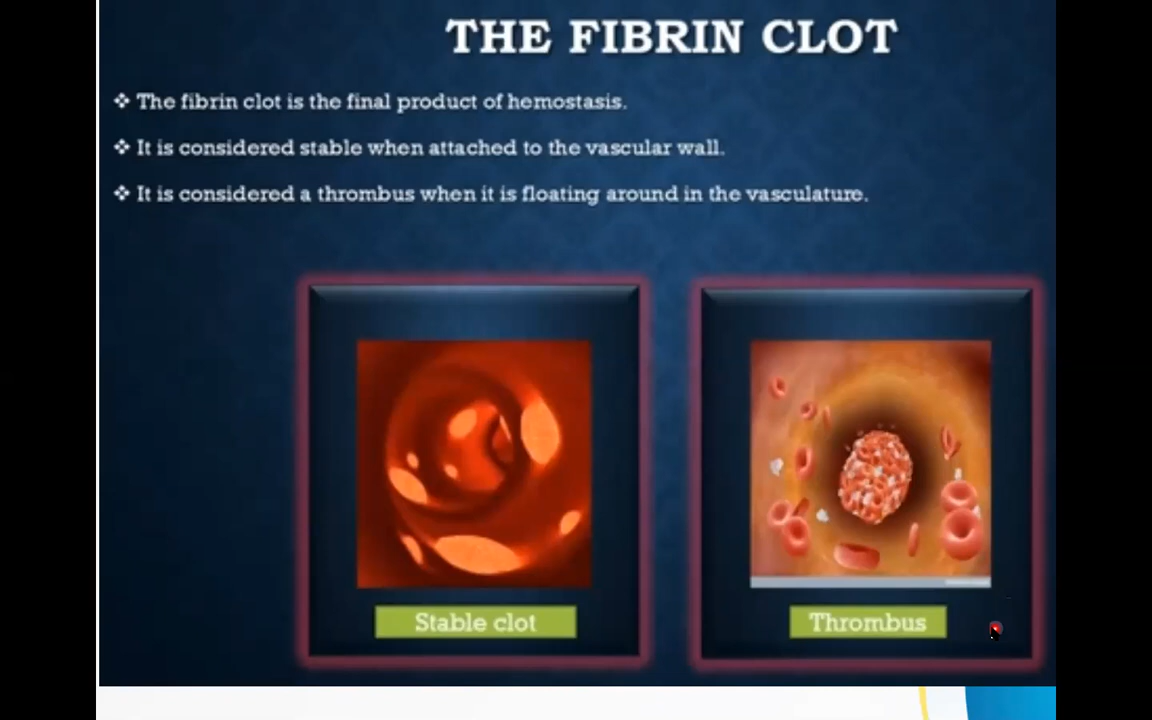 THE FIBRIN CLOT
❖ The fibrin clot is the final product of hemostasis.
❖ It is considered stable when attached to the vascular wall.
❖ It is considered a thrombus when it is floating around in the vasculature.
Stable clot
Thrombus